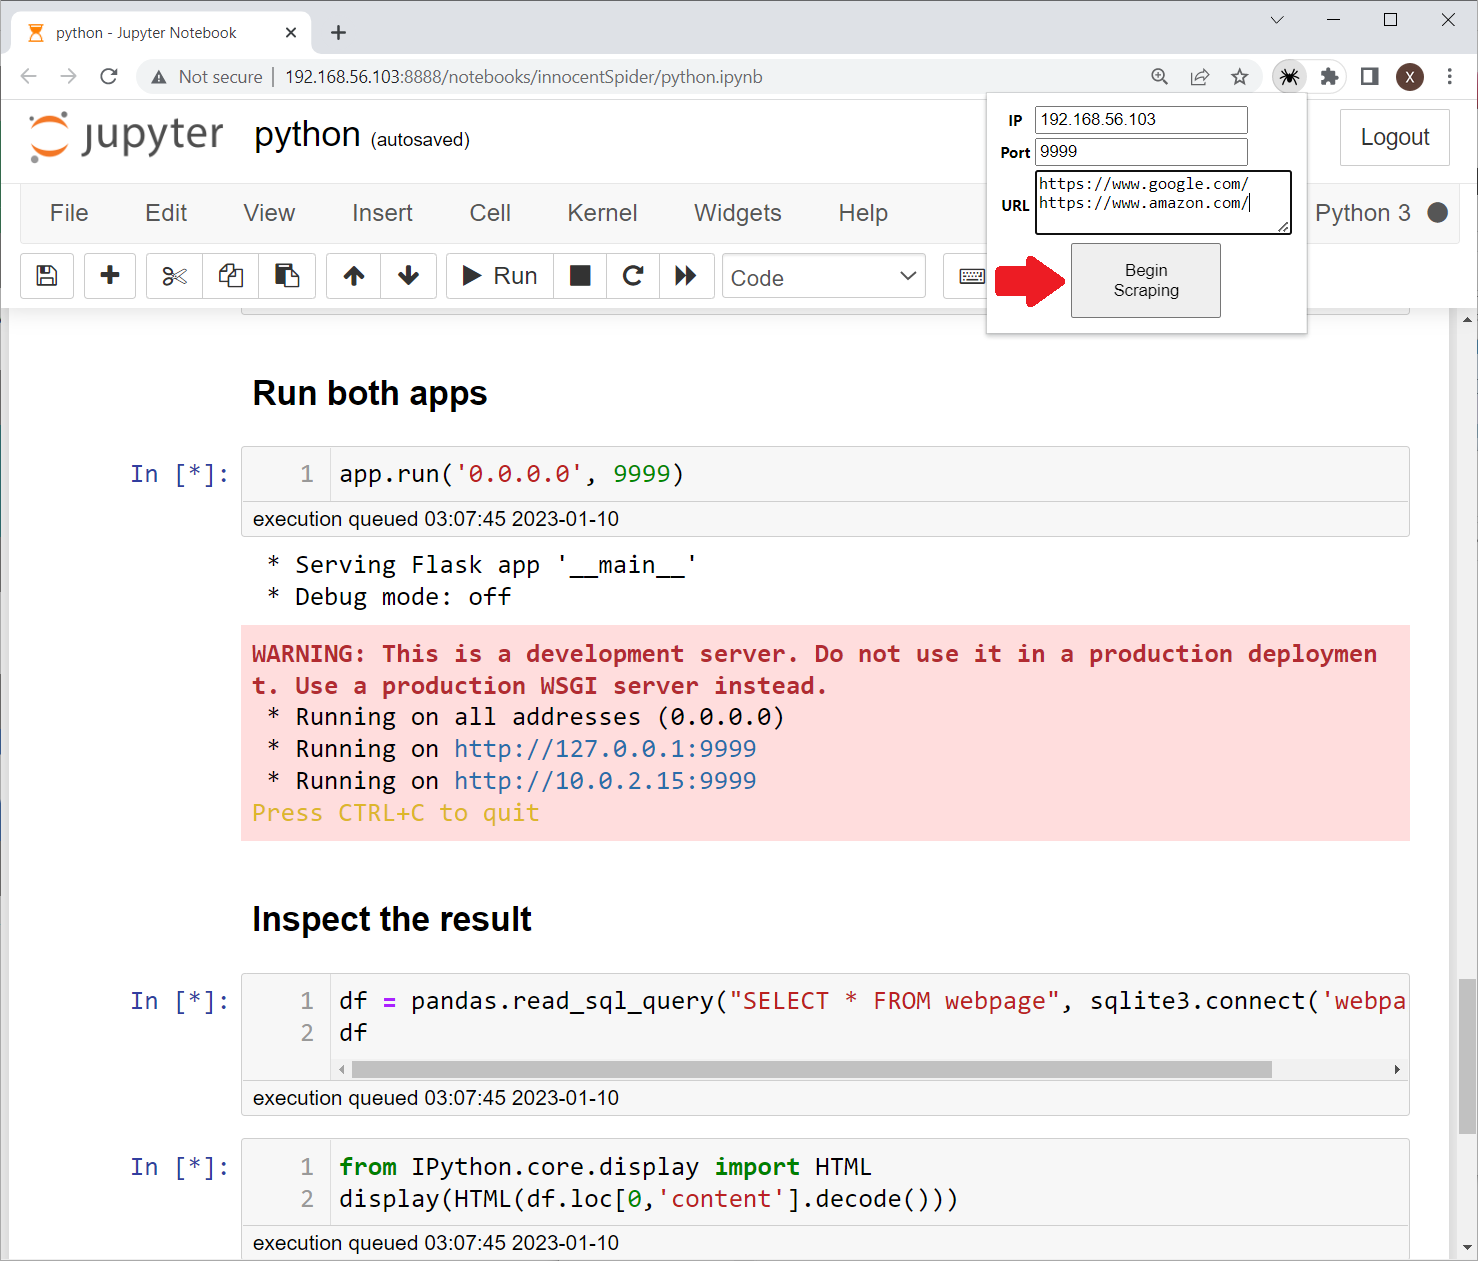 python - Jupyter Notebook
Not secure
192.168.56.103:8888/notebooks/innocentSpider/python.ipynb
X
jupyter
python (autosaved)
Logout
IP 192.168.56.103
Port 9999
URL https://www.google.com/
https://www.amazon.com/
Begin
Scraping
File Edit View Insert Cell Kernel Widgets Help
Python 3
Run
Code
Run both apps
In [*]: 1 app.run('0.0.0.0', 9999)
execution queued 03:07:45 2023-01-10
* Serving Flask app '__main__'
* Debug mode: off
WARNING: This is a development server. Do not use it in a production deploymen
t. Use a production WSGI server instead.
* Running on all addresses (0.0.0.0)
* Running on http://127.0.0.1:9999
* Running on http://10.0.2.15:9999
Press CTRL+C to quit
Inspect the result
In [*]: 1 df = pandas.read_sql_query("SELECT * FROM webpage", sqlite3.connect('webpa
2 df
execution queued 03:07:45 2023-01-10
In [*]: 1 from IPython.core.display import HTML
2 display(HTML(df.loc[0,'content'].decode()))
execution queued 03:07:45 2023-01-10